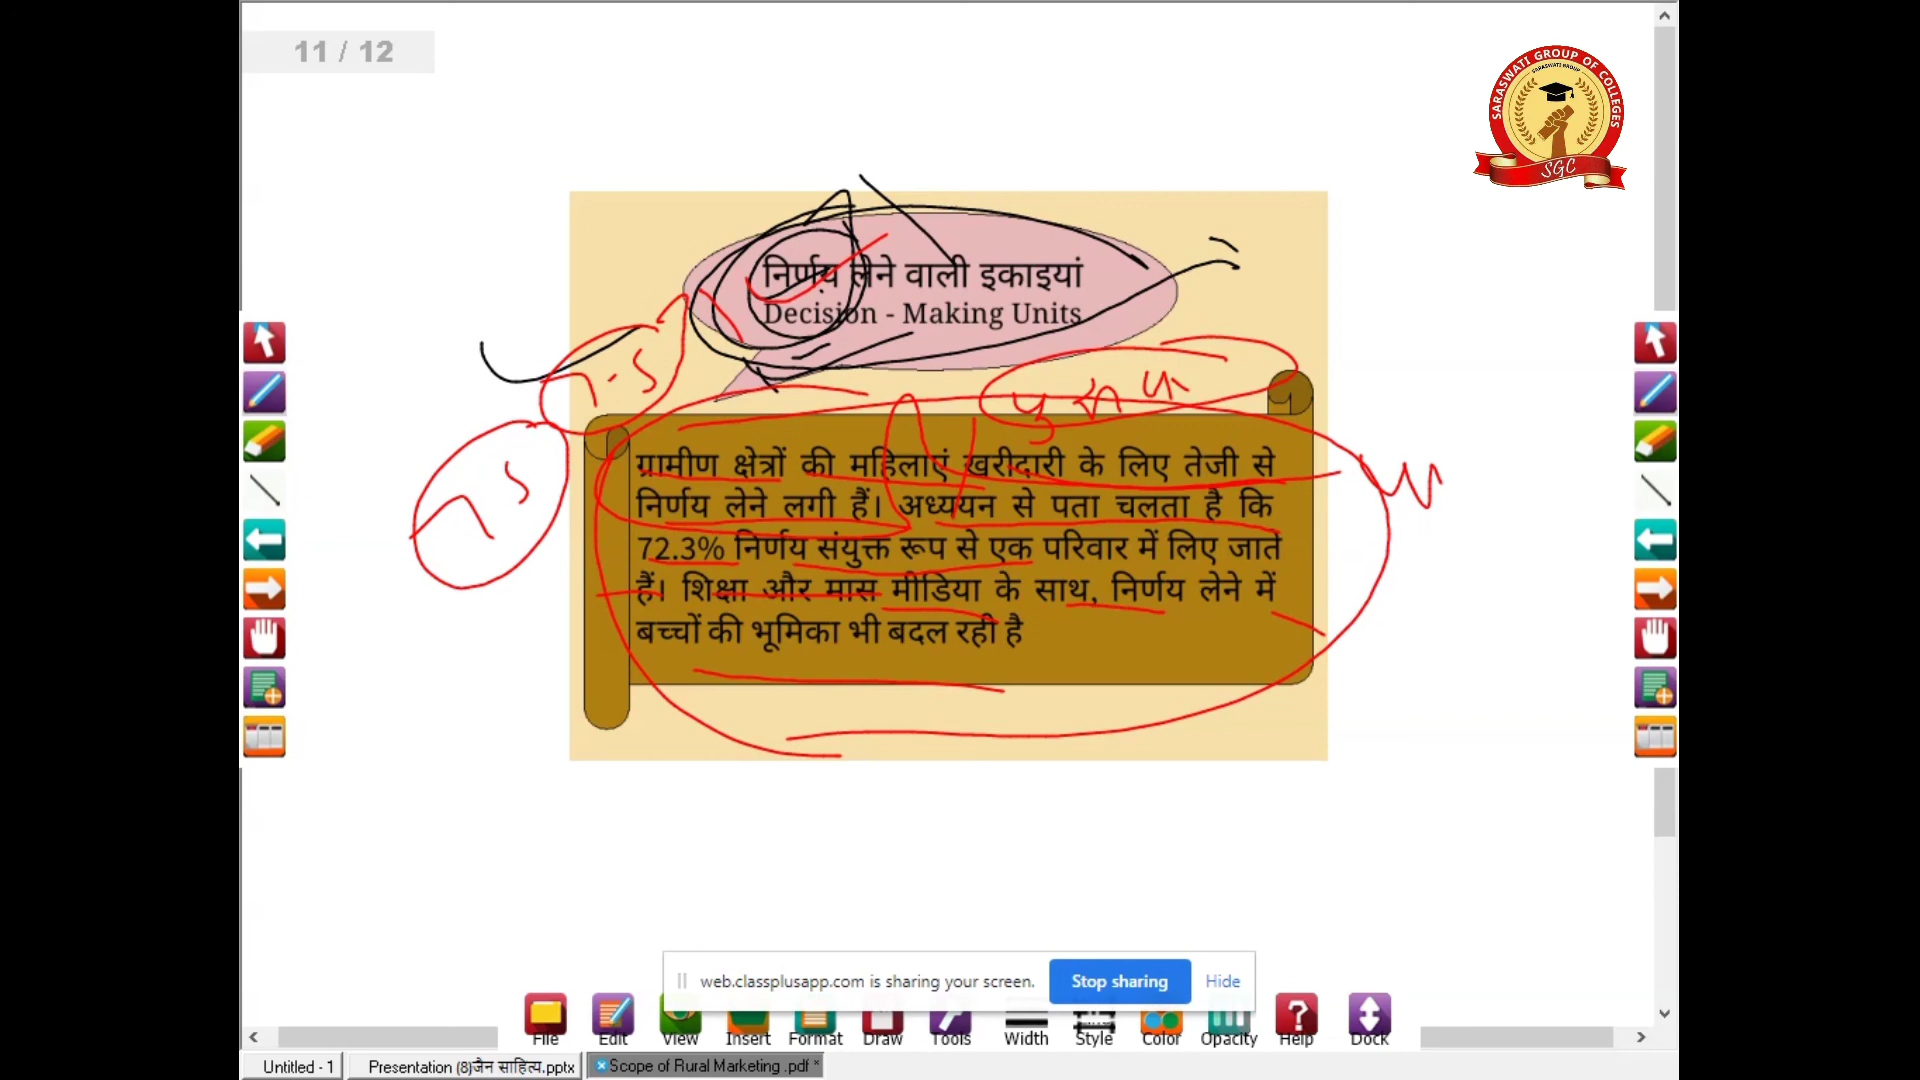 11 / 12
SARASWATI GROUP OF COLLEGES
SARASWATI GROUP
SGC
निर्णय लेने वाली इकाइयां
Decision - Making Units
ग्रामीण क्षेत्रों की महिलाएं खरीदारी के लिए तेजी से
निर्णय लेने लगी हैं। अध्ययन से पता चलता है कि
72.3% निर्णय संयुक्त रूप से एक परिवार में लिए जाते
हैं। शिक्षा और मास मीडिया के साथ, निर्णय लेने में
बच्चों की भूमिका भी बदल रही है
web.classplusapp.com is sharing your screen. Stop sharing Hide
File Edit View Insert Format Draw Tools Width Style Color Opacity Help Dock
Untitled - 1 Presentation (8)जैन साहित्य.pptx Scope of Rural Marketing .pdf *